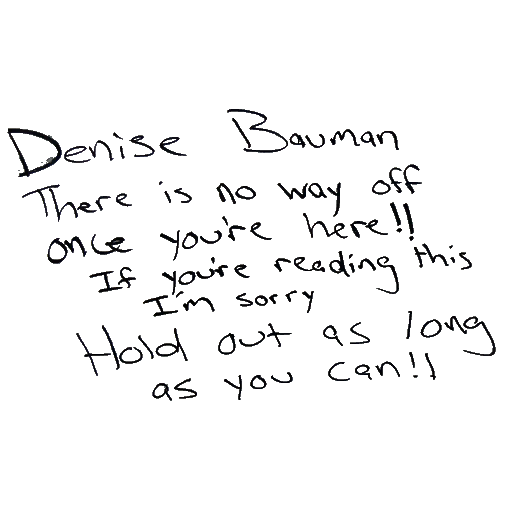 Denise Bauman
There is no way off
once you're here!!
If you're reading this
I'm sorry
Hold out as long
as you can!!